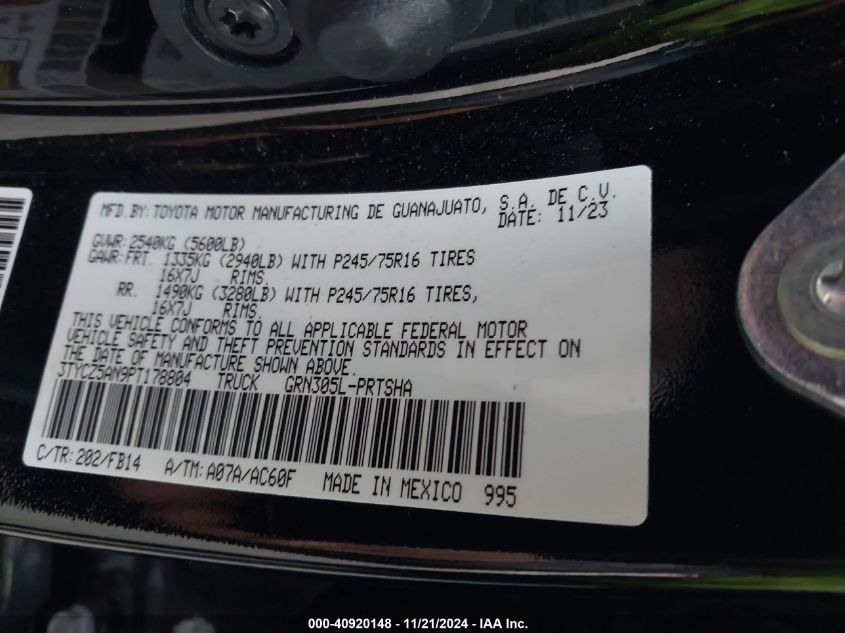 MFD.BY:TOYOTA MOTOR MANUFACTURING DE GUANAJUATO, S.A. DE C.V.
DATE: 11/23
GVWR:2540KG (5600LB)
GAWR:FRT. 1335KG (2940LB) WITH P245/75R16 TIRES
16X7J RIMS.
RR. 1490KG (3280LB) WITH P245/75R16 TIRES,
16X7J RIMS.
THIS VEHICLE CONFORMS TO ALL APPLICABLE FEDERAL MOTOR
VEHICLE SAFETY AND THEFT PREVENTION STANDARDS IN EFFECT ON
THE DATE OF MANUFACTURE SHOWN ABOVE.
3TYCZ5AN9PT178804 TRUCK GRN305L-PRTSHA
C/TR:202/FB14 A/TM:A07A/AC60F MADE IN MEXICO 995
000-40920148 - 11/21/2024 - IAA Inc.